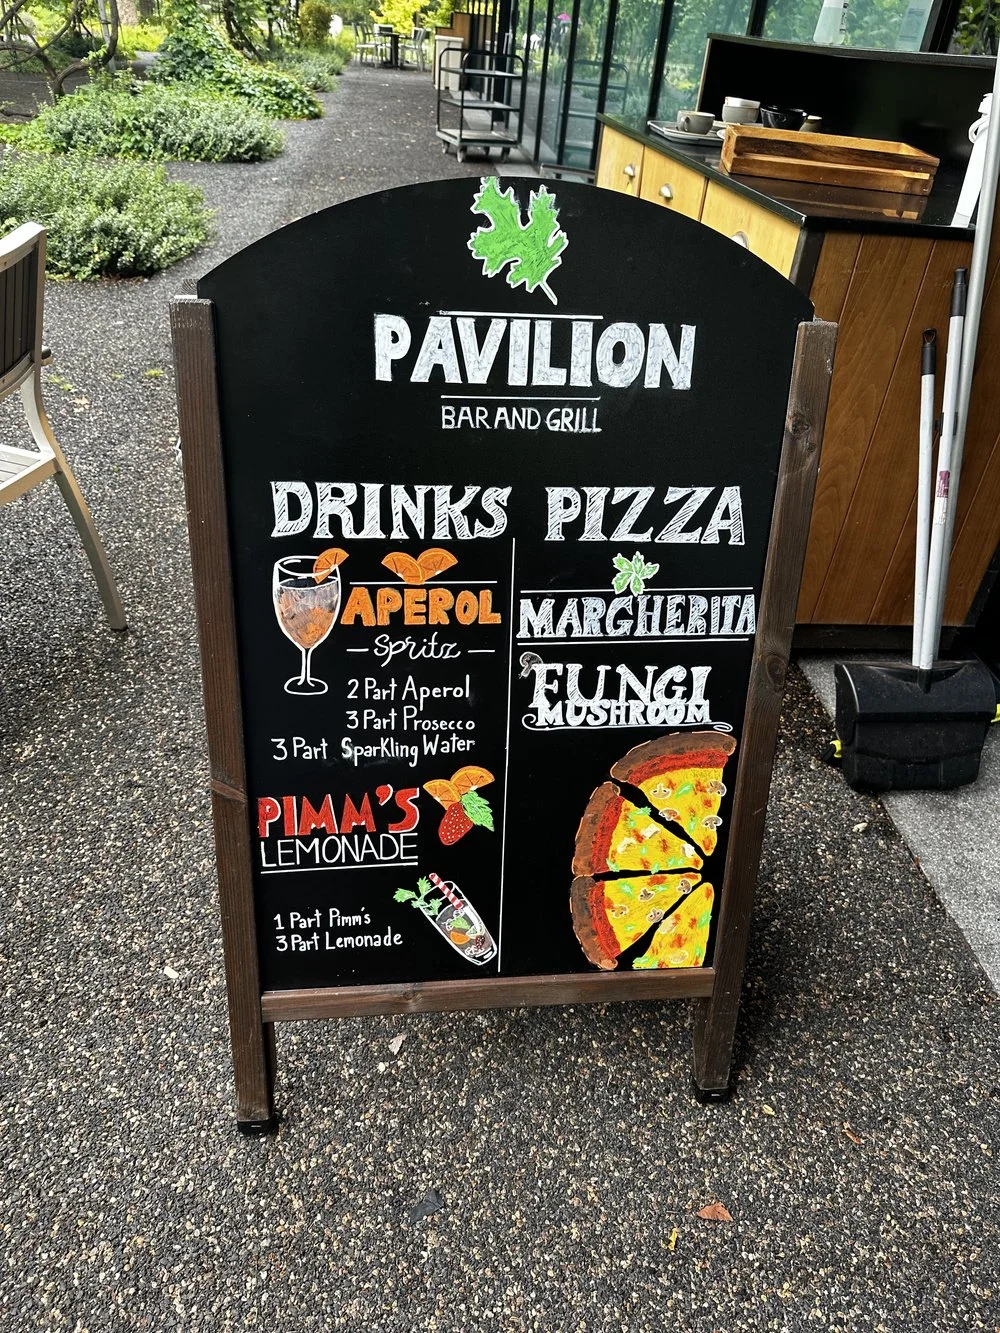 PAVILION
BAR AND GRILL
DRINKS
APEROL
- Spritz -
2 Part Aperol
3 Part Prosecco
3 Part Sparkling Water
PIMM'S
LEMONADE
1 Part Pimm's
3 Part Lemonade
PIZZA
MARGHERITA
FUNGI
MUSHROOM